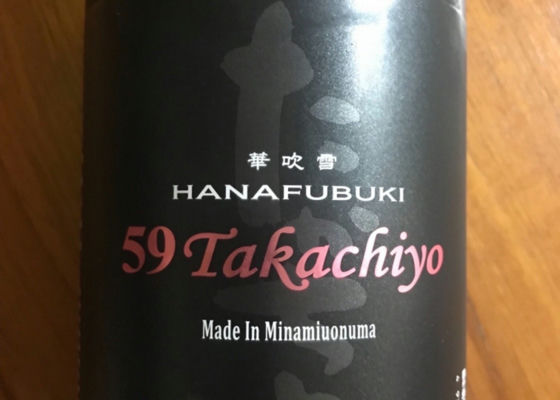 華吹雪
HANAFUBUKI
59 Takachiyo
Made In Minamiuonuma